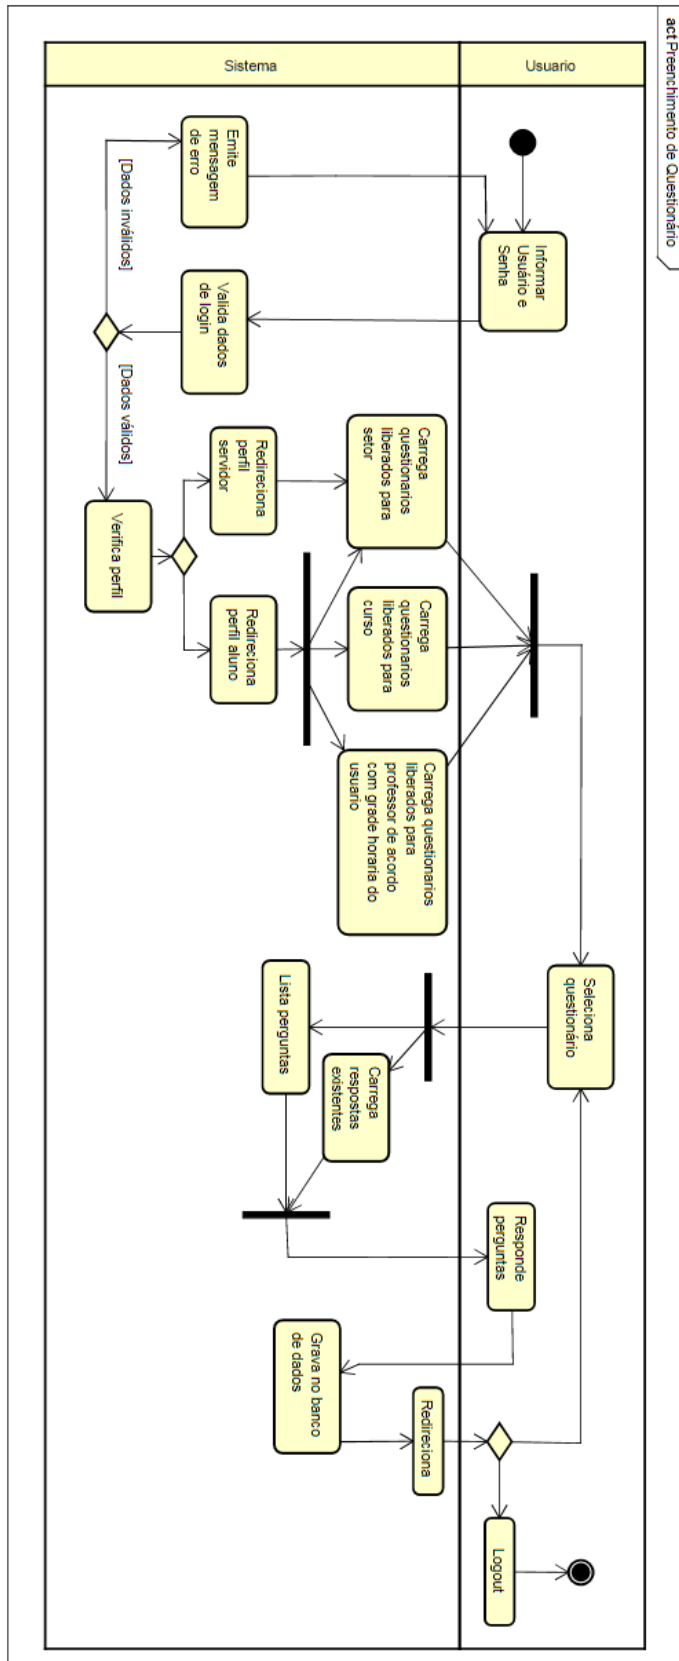 act Preenchimento de Questionário
Usuario
Sistema
Informar
Usuário e
Senha
Emite
mensagem
de erro
[Dados inválidos]
Valida dados
de login
[Dados válidos]
Verifica perfil
Redireciona
perfil
servidor
Redireciona
perfil aluno
Carrega
questionarios
liberados para
setor
Carrega
questionarios
liberados para
curso
Carrega questionarios
liberados para
professor de acordo
com grade horaria do
usuario
Seleciona
questionário
Lista perguntas
Carrega
respostas
existentes
Responde
perguntas
Grava no banco
de dados
Redireciona
Logout